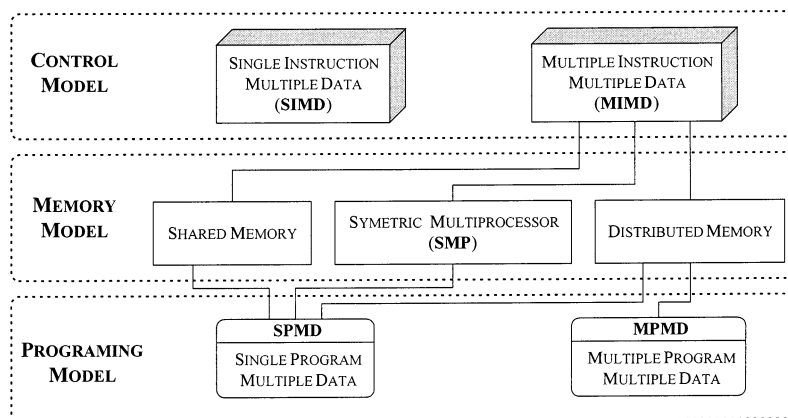 CONTROL
MODEL
SINGLE INSTRUCTION
MULTIPLE DATA
(SIMD)
MULTIPLE INSTRUCTION
MULTIPLE DATA
(MIMD)
MEMORY
MODEL
SHARED MEMORY
SYMETRIC MULTIPROCESSOR
(SMP)
DISTRIBUTED MEMORY
PROGRAMING
MODEL
SPMD
SINGLE PROGRAM
MULTIPLE DATA
MPMD
MULTIPLE PROGRAM
MULTIPLE DATA